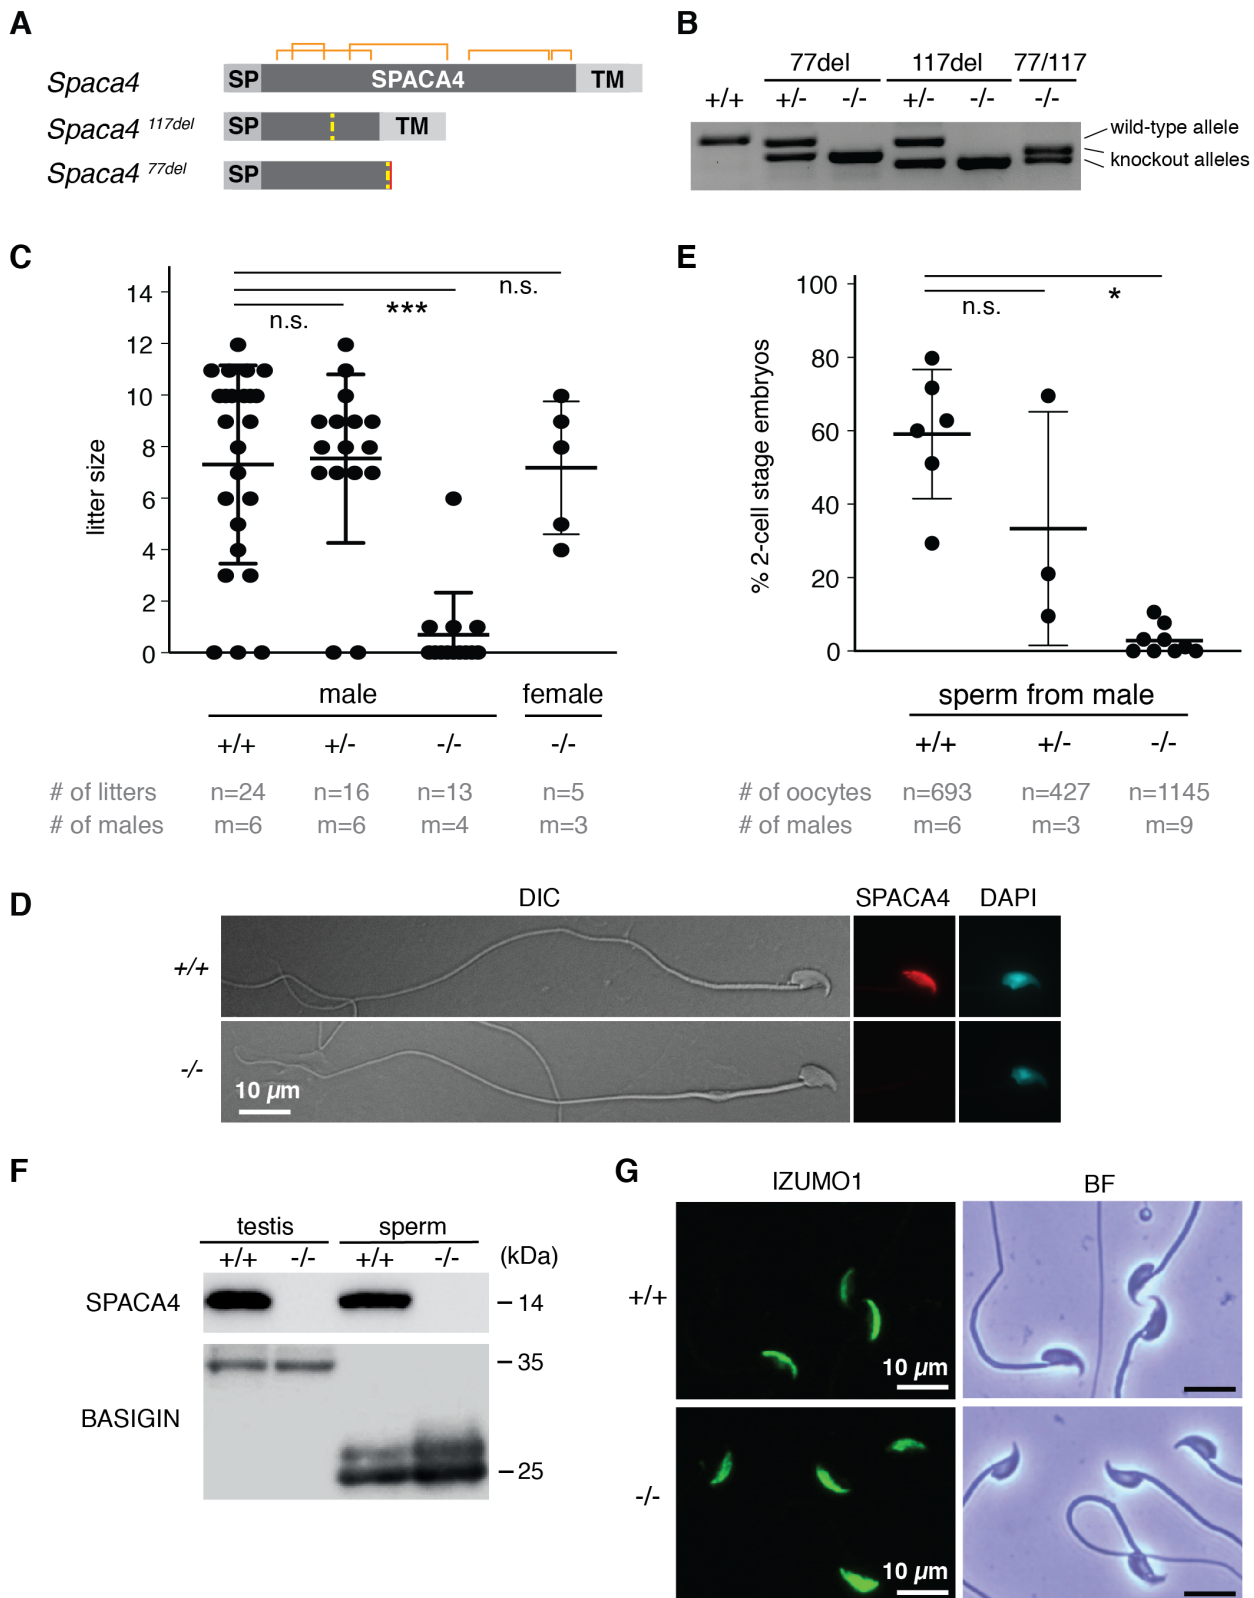 A
Spaca4
SP
SPACA4
TM
Spaca4 117del
SP
TM
Spaca4 77del
SP
B
77del
117del
77/117
+/+
+/-
-/-
+/-
-/-
-/-
wild-type allele
knockout alleles
C
litter size
14
12
10
8
6
4
2
0
n.s.
***
n.s.
male
female
+/+
+/-
-/-
-/-
# of litters
n=24
n=16
n=13
n=5
# of males
m=6
m=6
m=4
m=3
E
% 2-cell stage embryos
100
80
60
40
20
0
n.s.
*
sperm from male
+/+
+/-
-/-
# of oocytes
n=693
n=427
n=1145
# of males
m=6
m=3
m=9
D
DIC
SPACA4
DAPI
+/+
-/-
10 µm
F
testis
sperm
+/+
-/-
+/+
-/-
(kDa)
SPACA4
14
35
BASIGIN
25
G
IZUMO1
BF
+/+
10 µm
-/-
10 µm